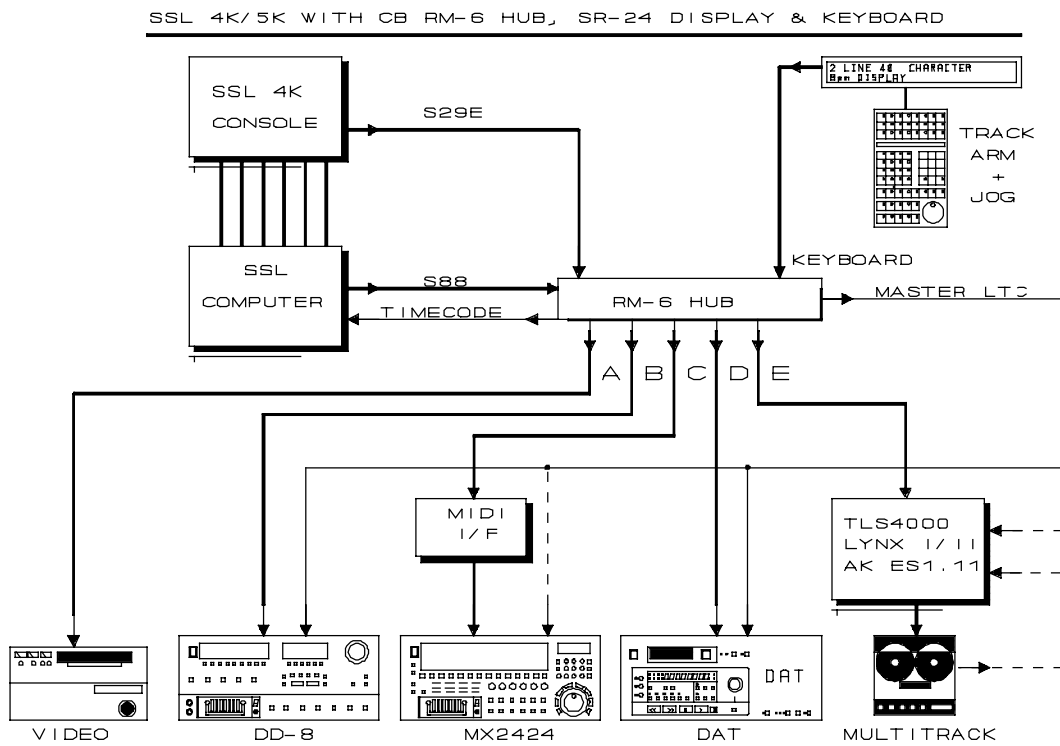 SSL 4K/5K WITH CB RM-6 HUB, SR-24 DISPLAY & KEYBOARD
SSL 4K
CONSOLE
S29E
2 LINE 40 CHARACTER
8mm DISPLAY
TRACK
ARM
+
JOG
SSL
COMPUTER
S88
TIMECODE
KEYBOARD
RM-6 HUB
MASTER LTC
A B C D E
MIDI
I/F
TLS4000
LYNX I/II
AK ES1.11
DAT
VIDEO
DD-8
MX2424
DAT
MULTITRACK